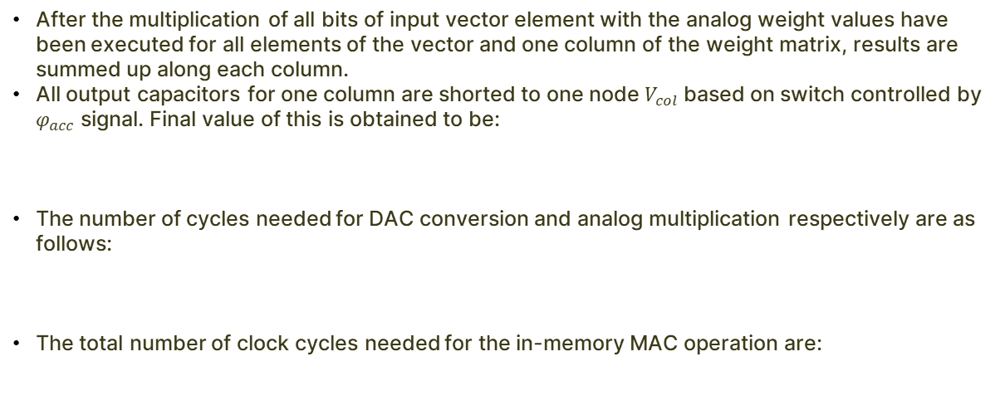 • After the multiplication of all bits of input vector element with the analog weight values have
been executed for all elements of the vector and one column of the weight matrix, results are
summed up along each column.
• All output capacitors for one column are shorted to one node V_col based on switch controlled by
φ_acc signal. Final value of this is obtained to be:
• The number of cycles needed for DAC conversion and analog multiplication respectively are as
follows:
• The total number of clock cycles needed for the in-memory MAC operation are: